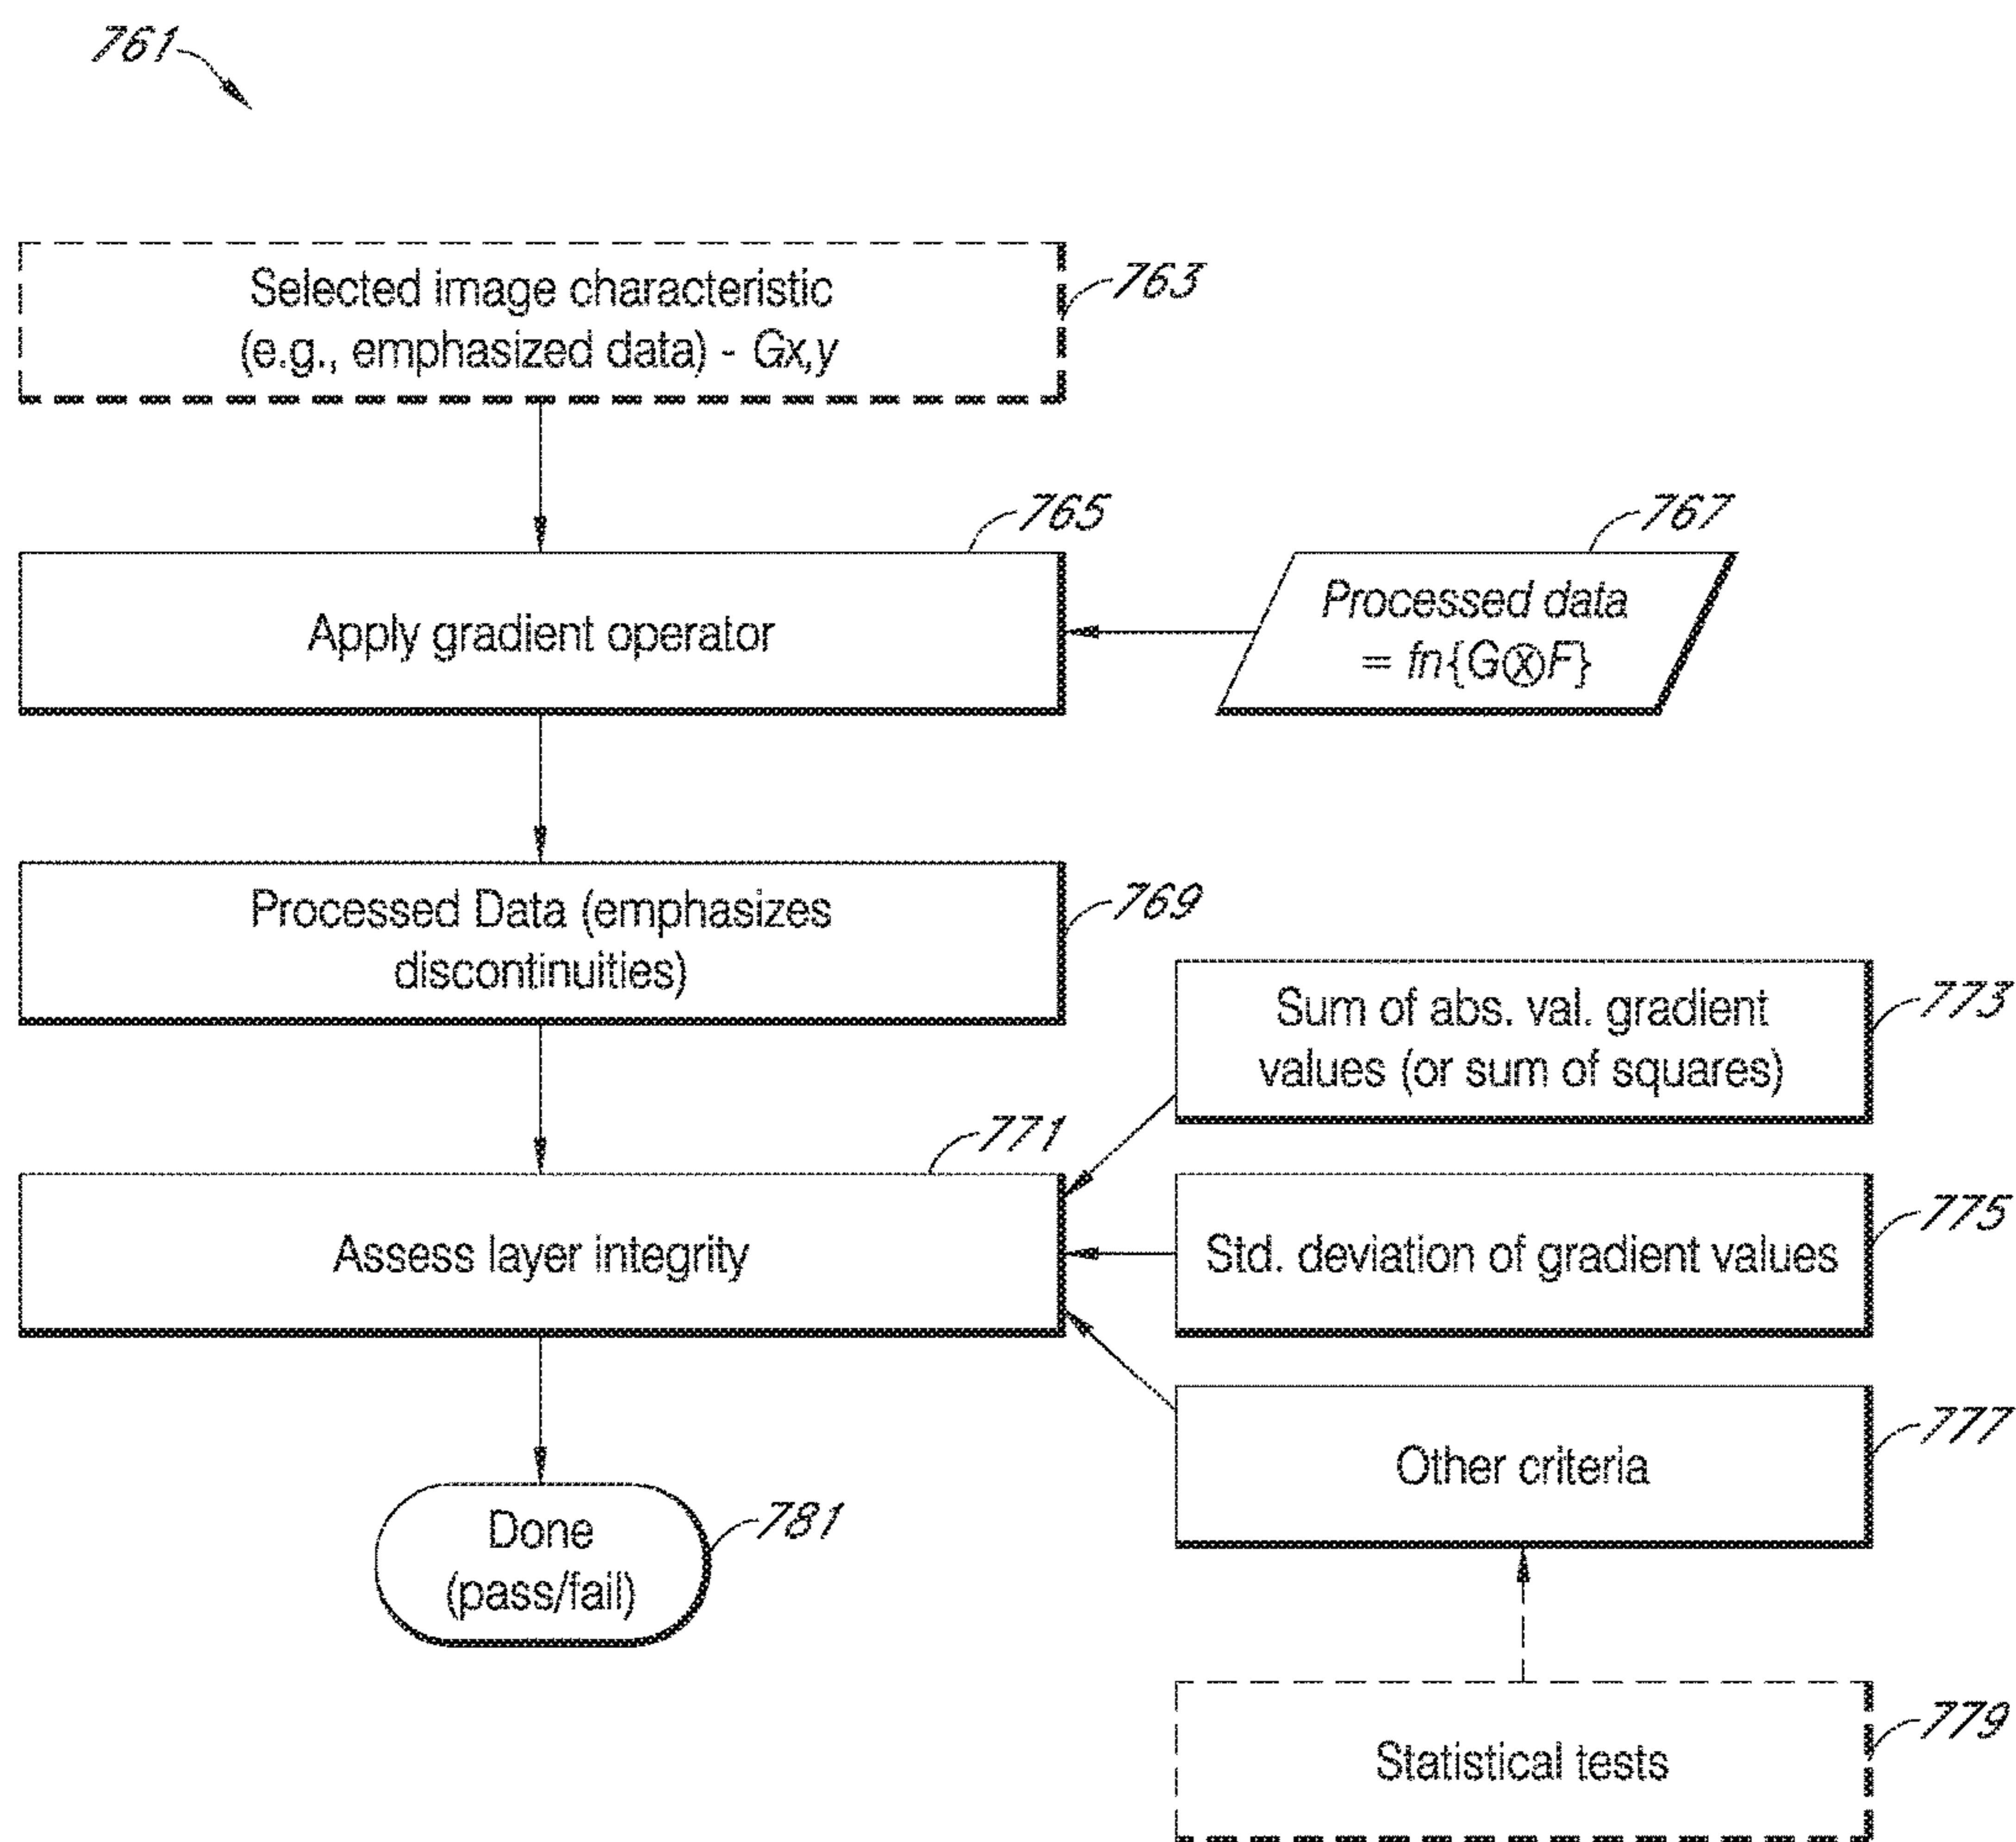 761
Selected image characteristic
(e.g., emphasized data) - Gx,y
763
765
Apply gradient operator
767
Processed data
= fn{G⊗F}
Processed Data (emphasizes
discontinuities)
769
Sum of abs. val. gradient
values (or sum of squares)
773
771
Assess layer integrity
Std. deviation of gradient values
775
Other criteria
777
Done
(pass/fail)
781
Statistical tests
779